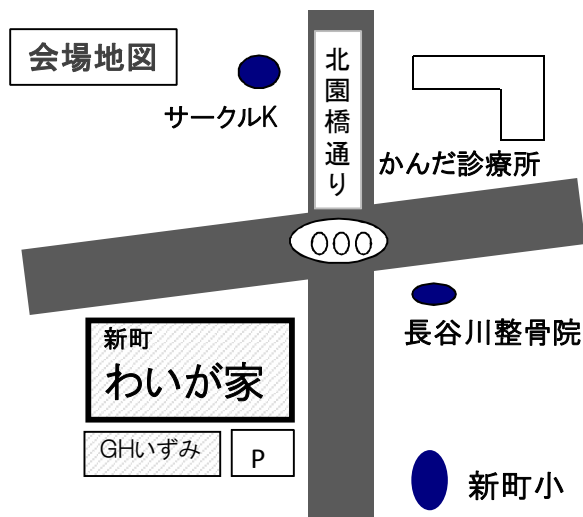 会場地図
サークルK
北園橋通り
かんだ診療所
長谷川整骨院
新町
わいが家
GHいずみ
P
新町小